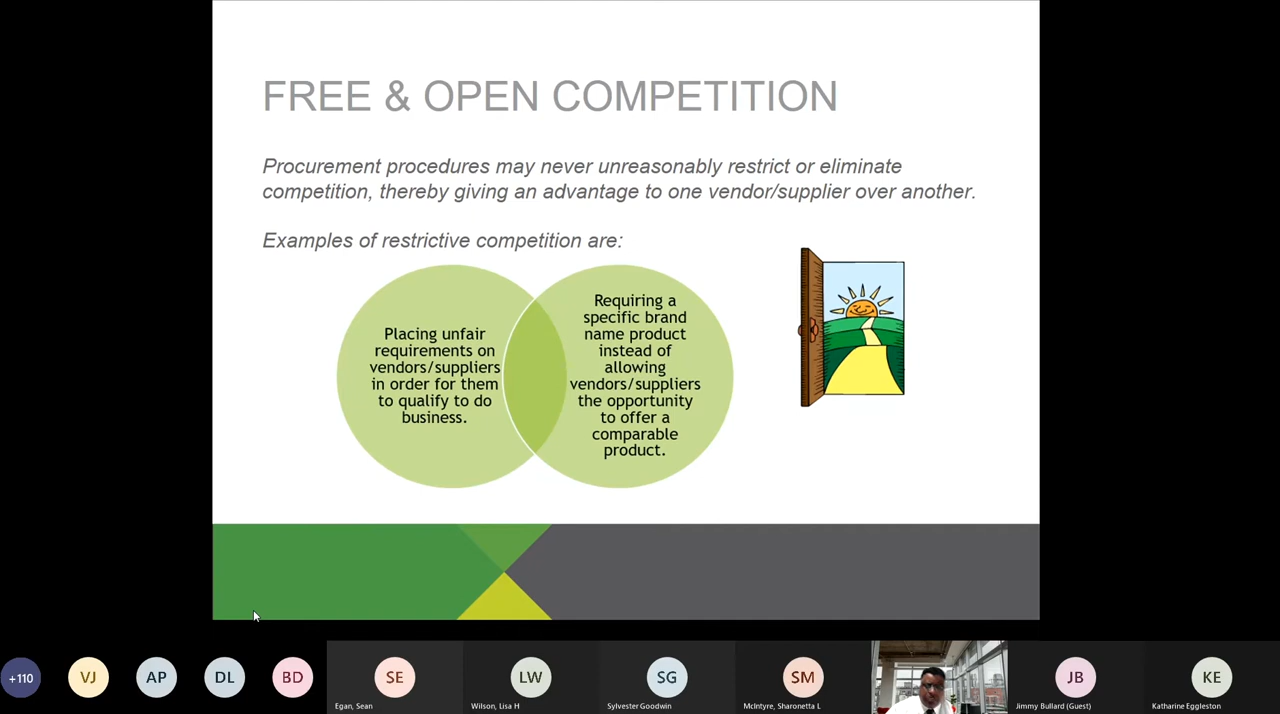 FREE & OPEN COMPETITION
Procurement procedures may never unreasonably restrict or eliminate
competition, thereby giving an advantage to one vendor/supplier over another.
Examples of restrictive competition are:
Placing unfair
requirements on
vendors/suppliers
in order for them
to qualify to do
business.
Requiring a
specific brand
name product
instead of
allowing
vendors/suppliers
the opportunity
to offer a
comparable
product.
+110
VJ
AP
DL
BD
SE
LW
SG
SM
JB
KE
Egan, Sean
Wilson, Lisa H
Sylvester Goodwin
McIntyre, Sharonetta L
Jimmy Bullard (Guest)
Katharine Eggleston